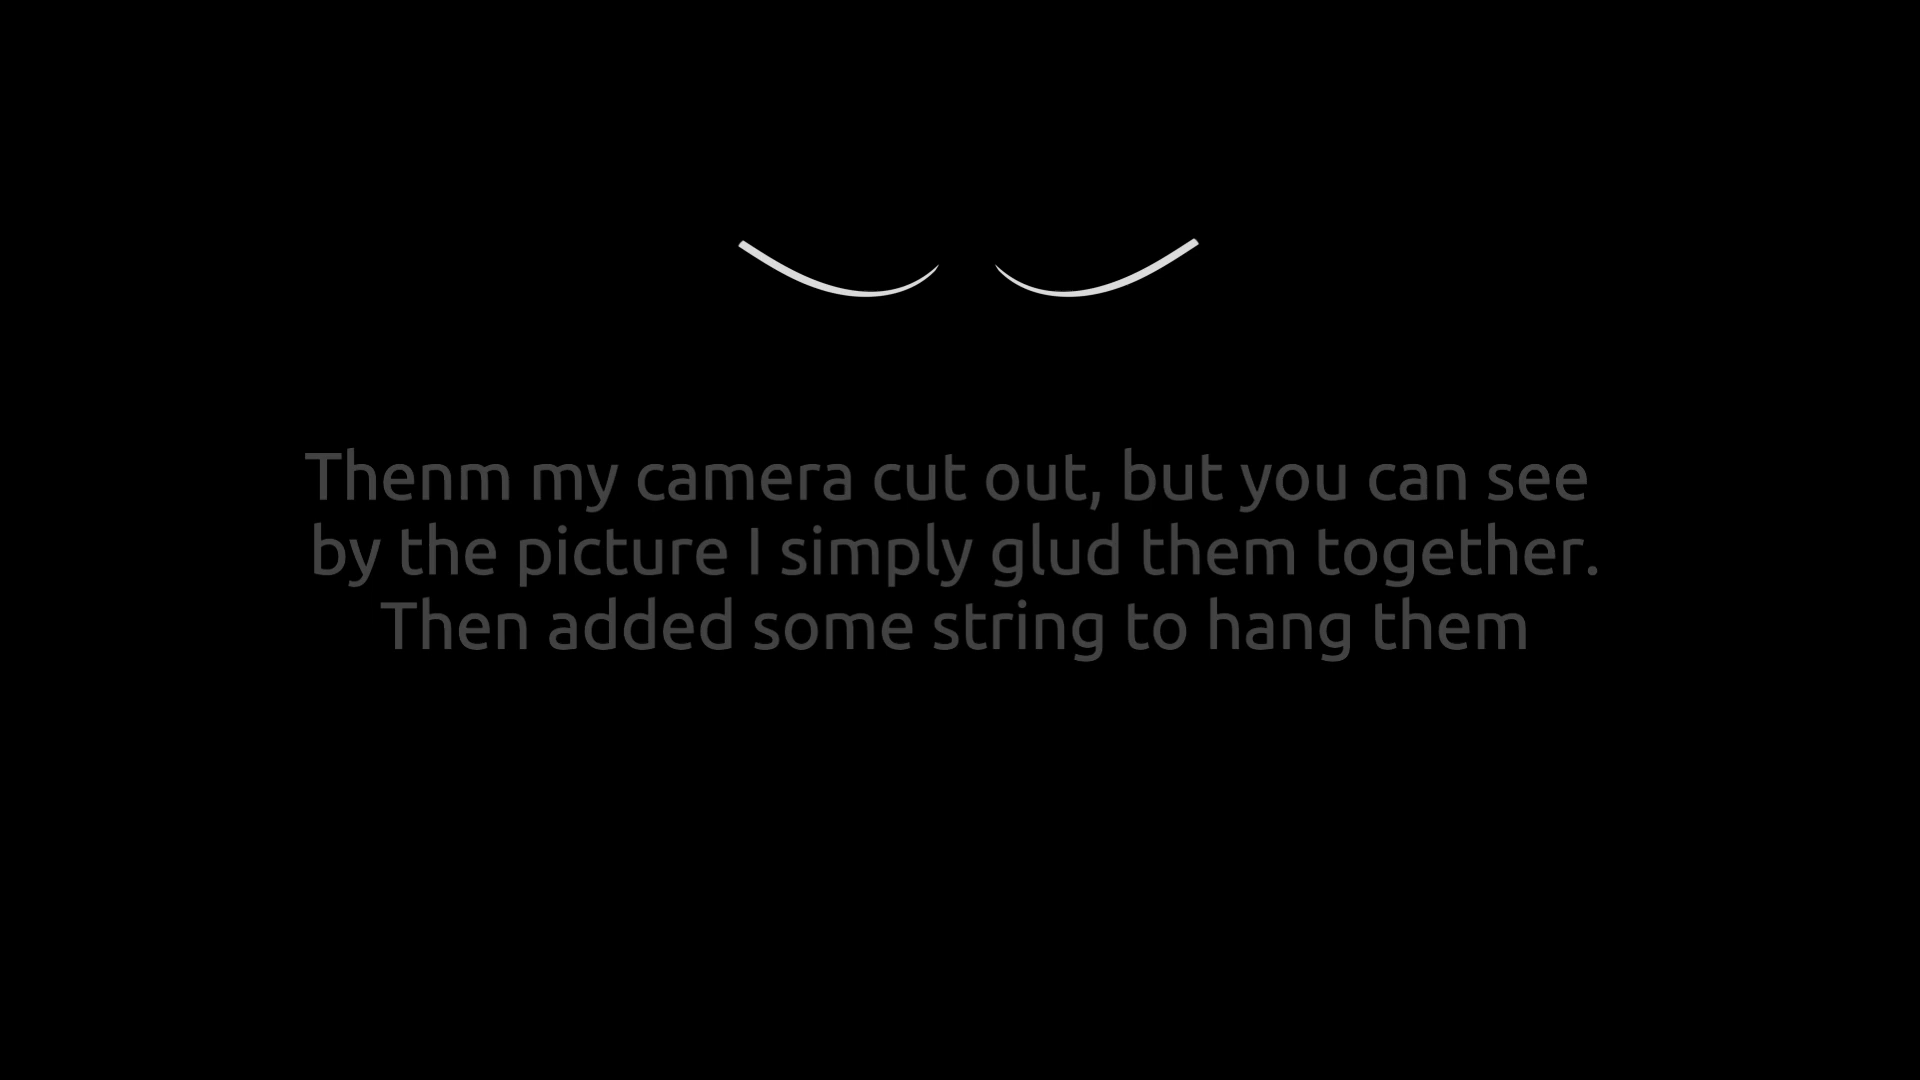 Thenm my camera cut out, but you can see
by the picture I simply glud them together.
Then added some string to hang them